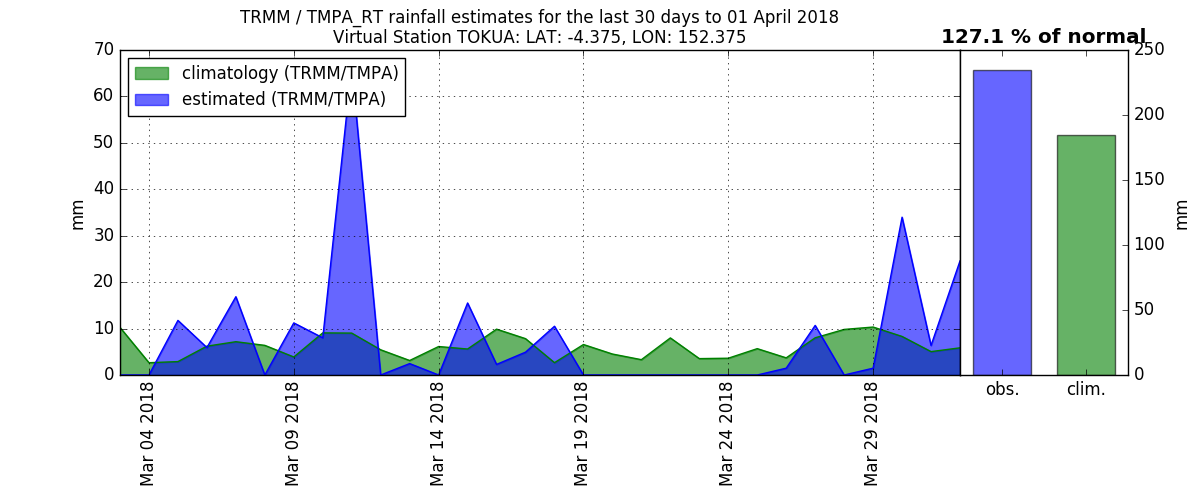 TRMM / TMPA_RT rainfall estimates for the last 30 days to 01 April 2018
Virtual Station TOKUA: LAT: -4.375, LON: 152.375
127.1 % of normal
climatology (TRMM/TMPA)
estimated (TRMM/TMPA)
70
60
50
40
30
20
10
0
mm
250
200
150
100
50
0
mm
Mar 04 2018
Mar 09 2018
Mar 14 2018
Mar 19 2018
Mar 24 2018
Mar 29 2018
obs.
clim.